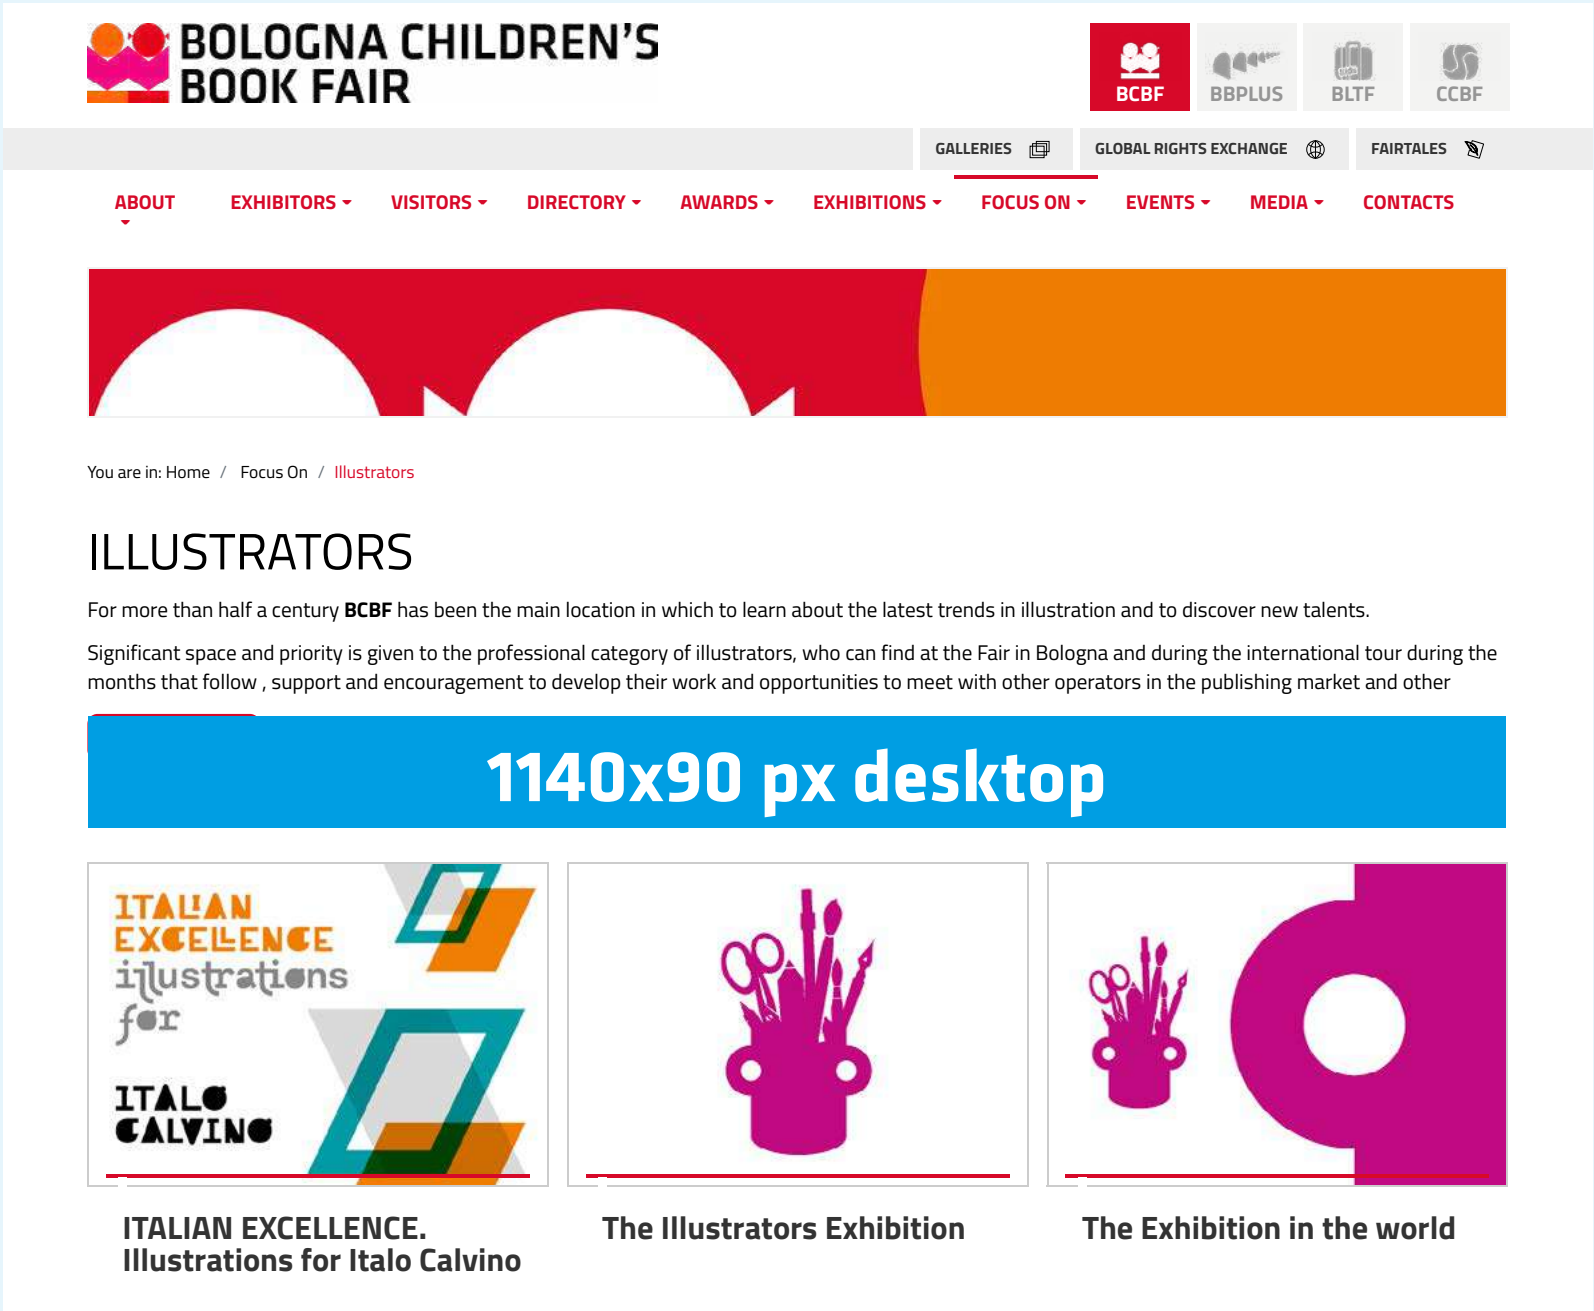 BOLOGNA CHILDREN'S
BOOK FAIR
BCBF
BBPLUS
BLTF
CCBF
GALLERIES
GLOBAL RIGHTS EXCHANGE
FAIRTALES
ABOUT
EXHIBITORS
VISITORS
DIRECTORY
AWARDS
EXHIBITIONS
FOCUS ON
EVENTS
MEDIA
CONTACTS
You are in: Home / Focus On / Illustrators
ILLUSTRATORS
For more than half a century BCBF has been the main location in which to learn about the latest trends in illustration and to discover new talents.
Significant space and priority is given to the professional category of illustrators, who can find at the Fair in Bologna and during the international tour during the
months that follow , support and encouragement to develop their work and opportunities to meet with other operators in the publishing market and other
1140x90 px desktop
ITALIAN
EXCELLENCE
illustrations
for
ITALO
CALVINO
ITALIAN EXCELLENCE.
Illustrations for Italo Calvino
The Illustrators Exhibition
The Exhibition in the world